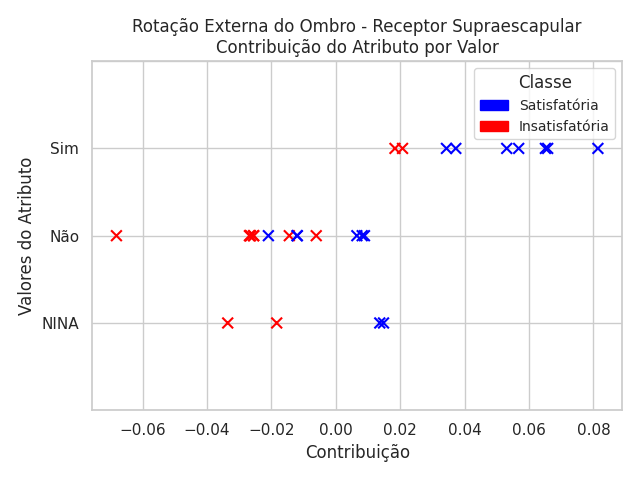 Rotação Externa do Ombro - Receptor Supraescapular
Contribuição do Atributo por Valor
Classe
Satisfatória
Insatisfatória
Valores do Atributo
Sim
Não
NINA
−0.06 −0.04 −0.02 0.00 0.02 0.04 0.06 0.08
Contribuição